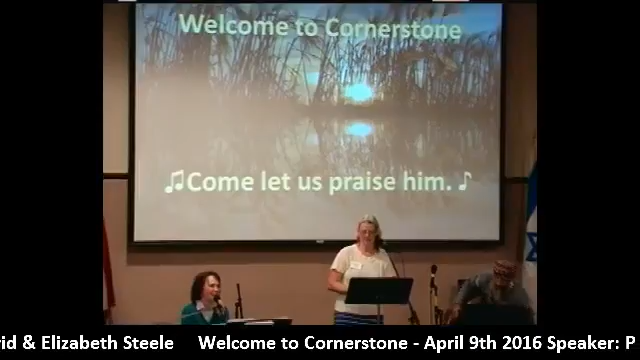 Welcome to Cornerstone
♫Come let us praise him. ♪
id & Elizabeth Steele Welcome to Cornerstone - April 9th 2016 Speaker: P